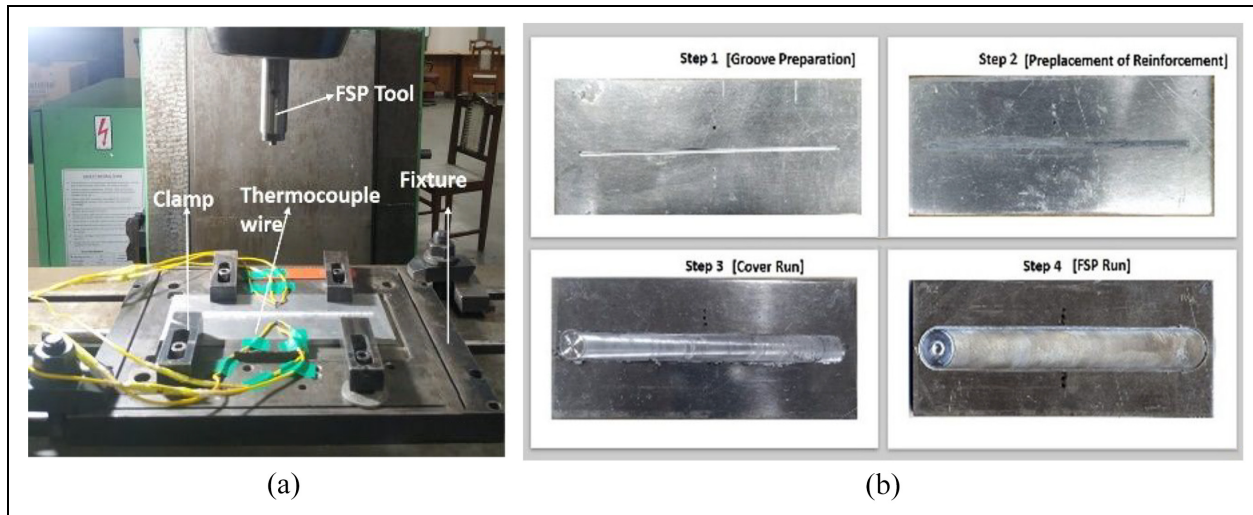 FSP Tool
Clamp
Thermocouple
wire
Fixture
(a)
Step 1 [Groove Preparation]
Step 2 [Preplacement of Reinforcement]
Step 3 [Cover Run]
Step 4 [FSP Run]
(b)